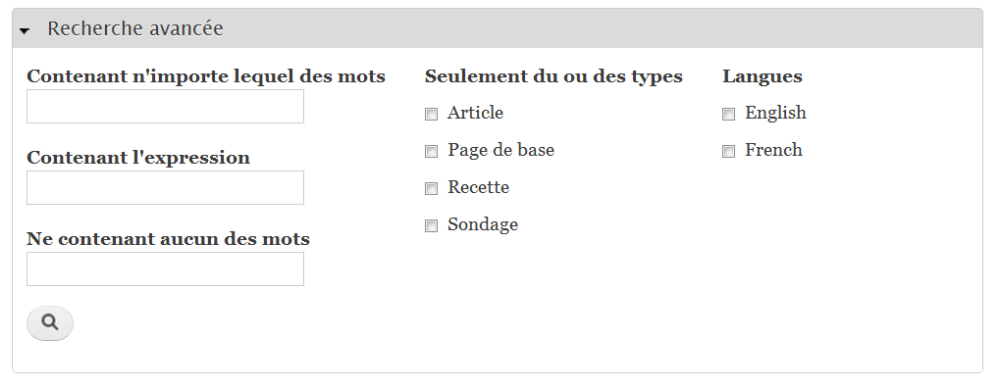 Recherche avancée
Contenant n'importe lequel des mots
Contenant l'expression
Ne contenant aucun des mots
Seulement du ou des types
Article
Page de base
Recette
Sondage
Langues
English
French